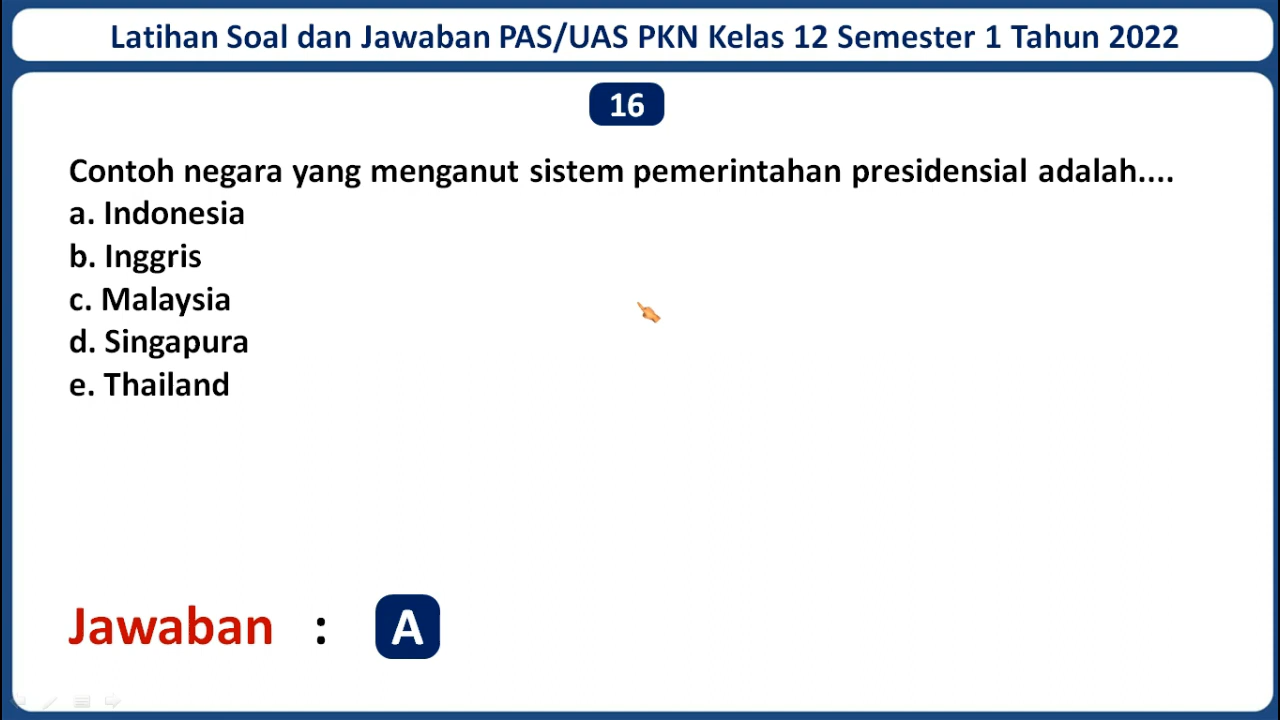 Latihan Soal dan Jawaban PAS/UAS PKN Kelas 12 Semester 1 Tahun 2022
16
Contoh negara yang menganut sistem pemerintahan presidensial adalah....
a. Indonesia
b. Inggris
c. Malaysia
d. Singapura
e. Thailand
Jawaban : A